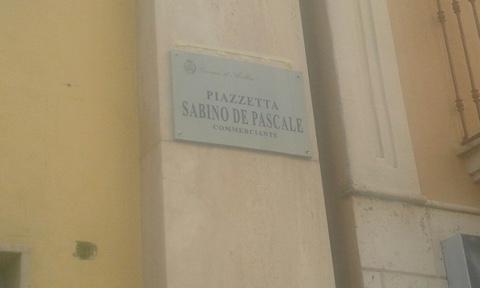 PIAZZETTA
SABINO DE PASCALE
COMMERCIANTE